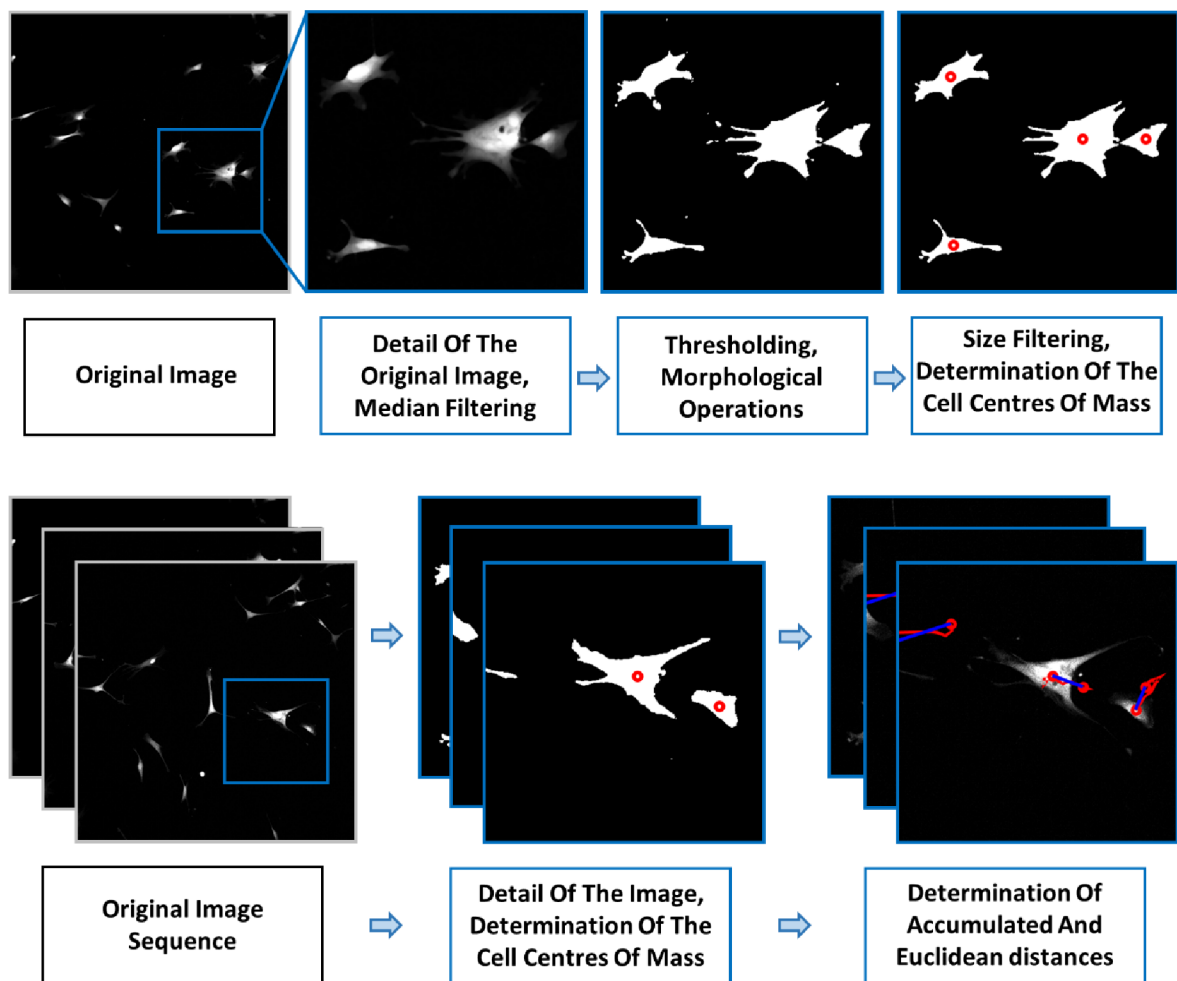 Original Image
Detail Of The
Original Image,
Median Filtering
Thresholding,
Morphological
Operations
Size Filtering,
Determination Of The
Cell Centres Of Mass
Original Image
Sequence
Detail Of The Image,
Determination Of The
Cell Centres Of Mass
Determination Of
Accumulated And
Euclidean distances